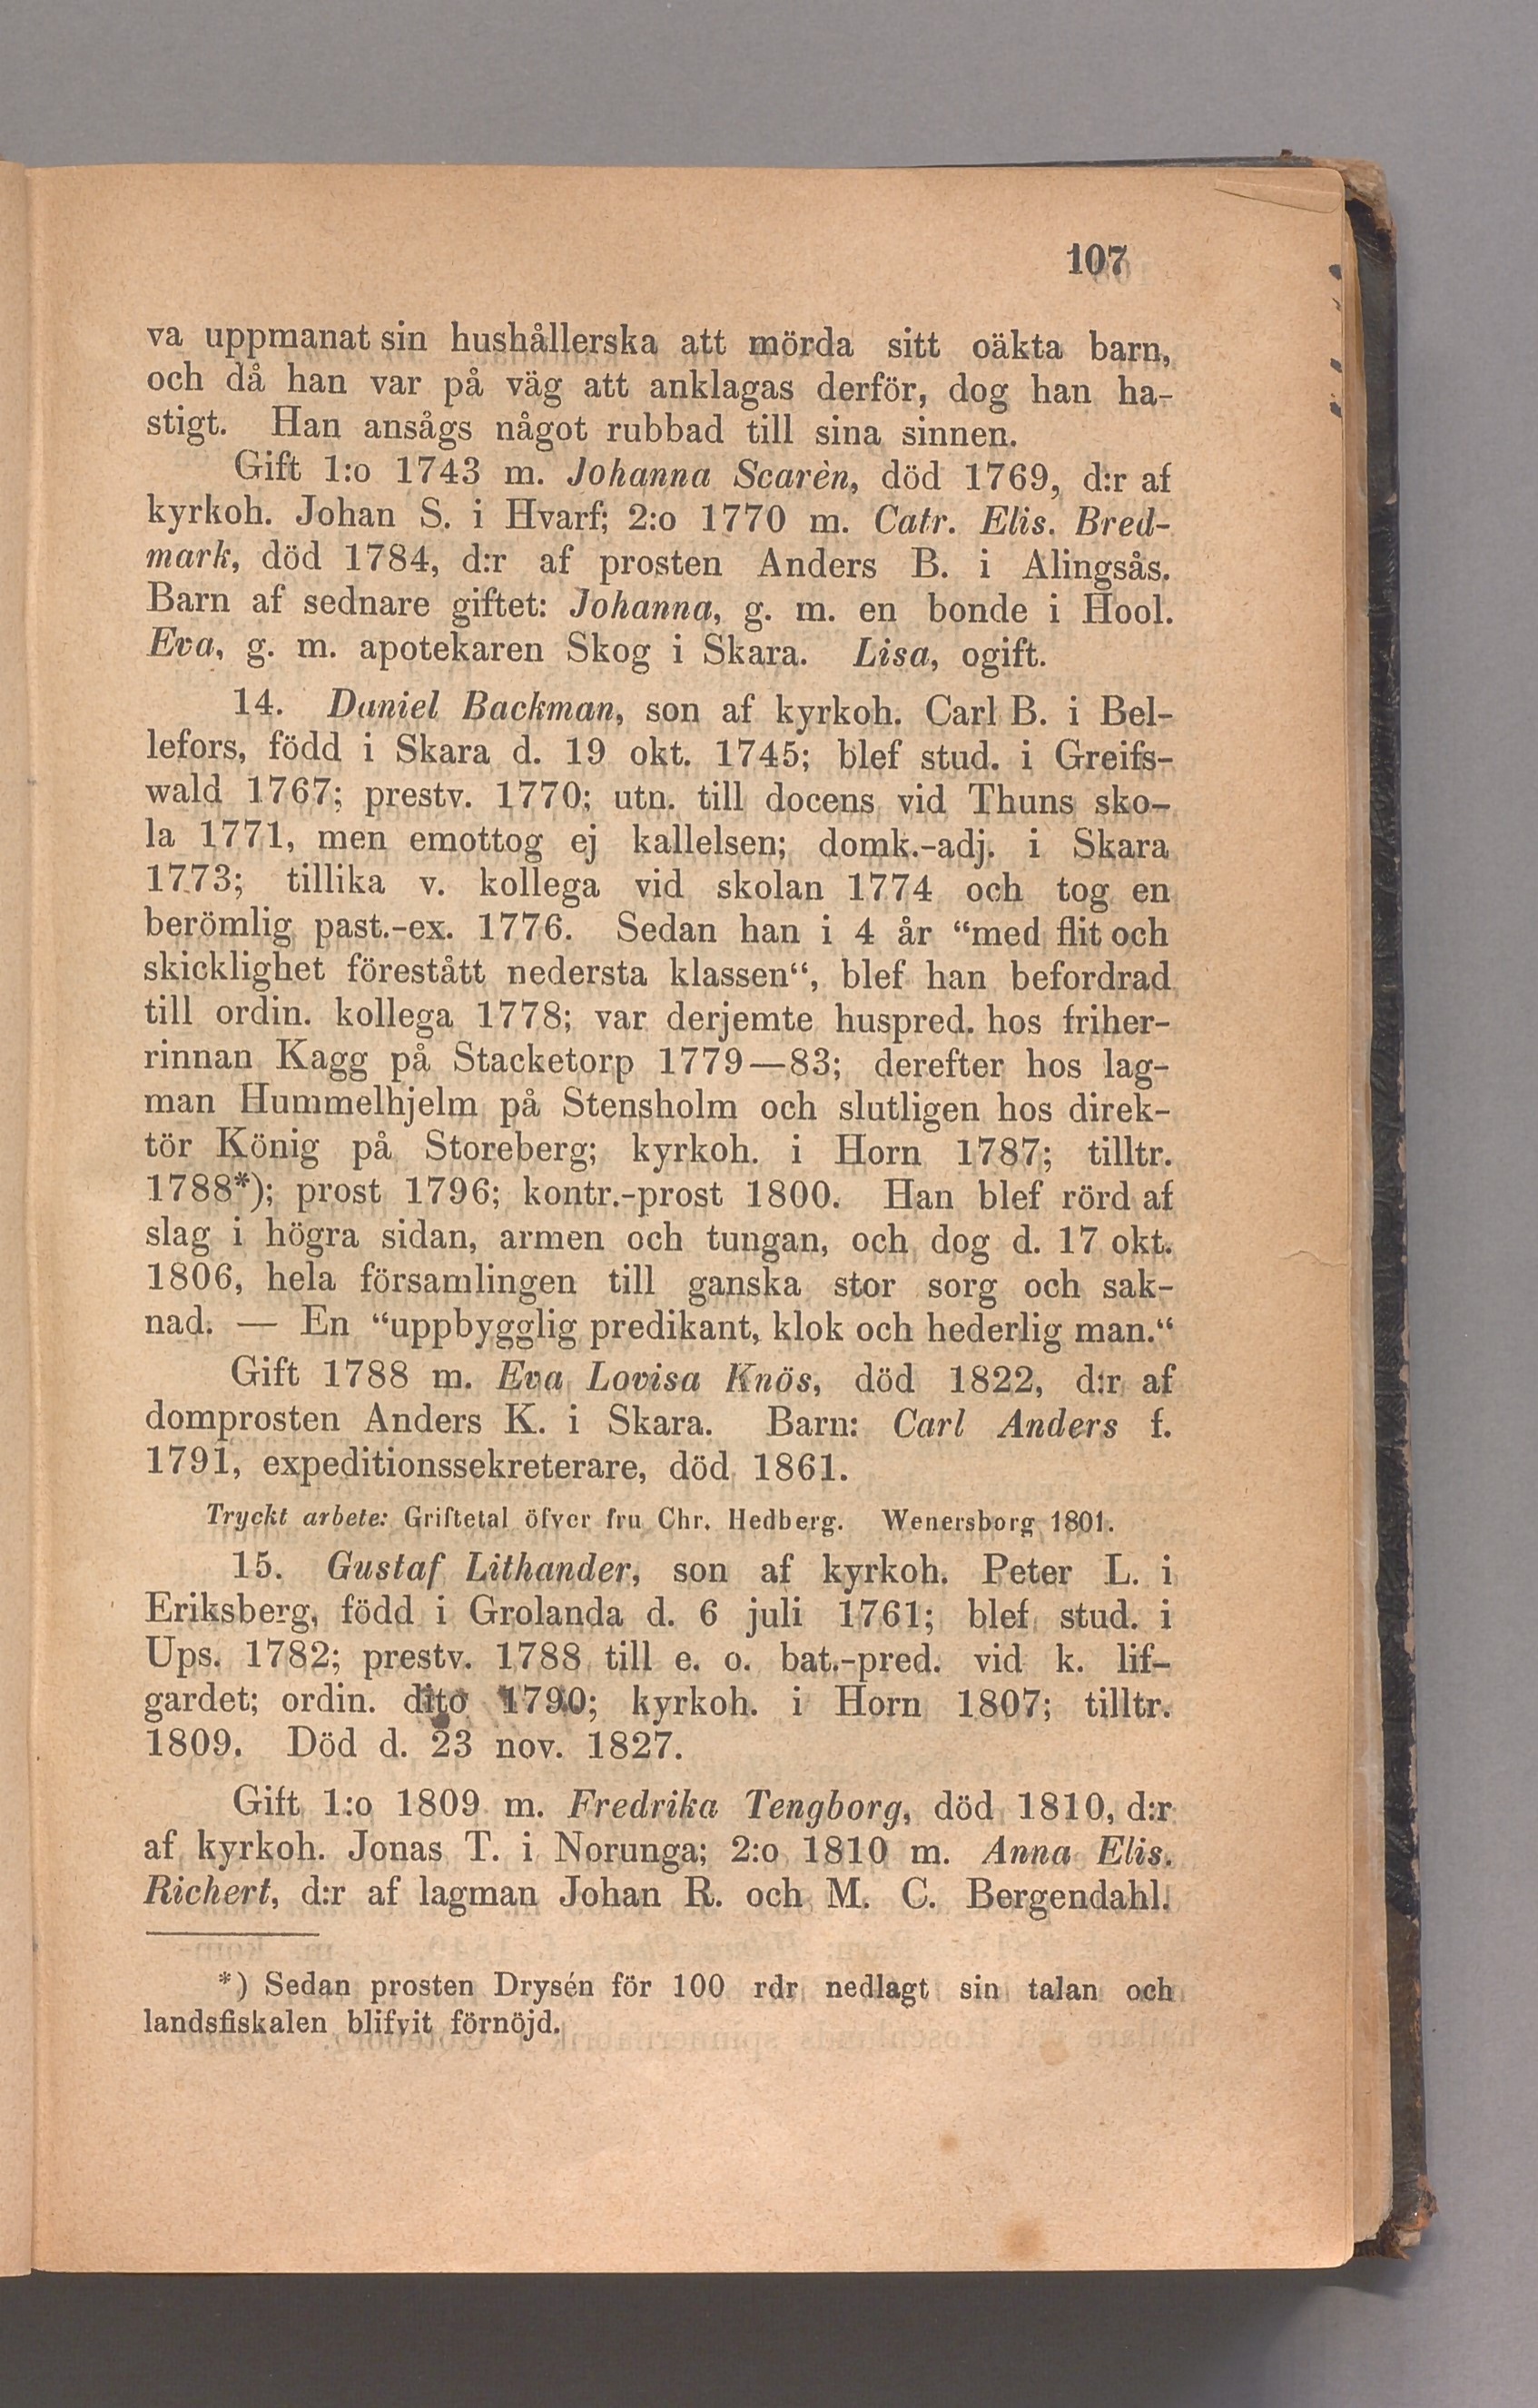 107
va uppmanat sin hushållerska att mörda sitt oäkta barn,
och då han var på väg att anklagas derför, dog han ha-
stigt. Han ansågs något rubbad till sina sinnen.
Gift 1:o 1743 m. Johanna Scarèn, död 1769, d:r af
kyrkoh. Johan S. i Hvarf; 2:o 1770 m. Catr. Elis. Bred-
mark, död 1784, d:r af prosten Anders B. i Alingsås.
Barn af sednare giftet: Johanna, g. m. en bonde i Hool.
Eva, g. m. apotekaren Skog i Skara. Lisa, ogift.
14. Daniel Backman, son af kyrkoh. Carl B. i Bel-
lefors, född i Skara d. 19 okt. 1745; blef stud. i Greifs-
wald 1767; prestv. 1770; utn. till docens vid Thuns sko-
la 1771, men emottog ej kallelsen; domk.-adj. i Skara
1773; tillika v. kollega vid skolan 1774 och tog en
berömlig past.-ex. 1776. Sedan han i 4 år “med flit och
skicklighet förestått nedersta klassen“, blef han befordrad
till ordin. kollega 1778; var derjemte huspred. hos friher-
rinnan Kagg på Stacketorp 1779—83; derefter hos lag-
man Hummelhjelm på Stensholm och slutligen hos direk-
tör König på Storeberg; kyrkoh. i Horn 1787; tilltr.
1788*); prost 1796; kontr.-prost 1800. Han blef rörd af
slag i högra sidan, armen och tungan, och dog d. 17 okt.
1806, hela församlingen till ganska stor sorg och sak-
nad. — En “uppbygglig predikant, klok och hederlig man.“
Gift 1788 m. Eva Lovisa Knös, död 1822, d:r af
domprosten Anders K. i Skara. Barn: Carl Anders f.
1791, expeditionssekreterare, död 1861.
Tryckt arbete: Griftetal öfver fru Chr. Hedberg. Wenersborg 1801.
15. Gustaf Lithander, son af kyrkoh. Peter L. i
Eriksberg, född i Grolanda d. 6 juli 1761; blef stud. i
Ups. 1782; prestv. 1788 till e. o. bat.-pred. vid k. lif-
gardet; ordin. dito 1790; kyrkoh. i Horn 1807; tilltr.
1809. Död d. 23 nov. 1827.
Gift 1:o 1809 m. Fredrika Tengborg, död 1810, d:r
af kyrkoh. Jonas T. i Norunga; 2:o 1810 m. Anna Elis.
Richert, d:r af lagman Johan R. och M. C. Bergendahl.
*) Sedan prosten Drysén för 100 rdr nedlagt sin talan och
landsfiskalen blifvit förnöjd.